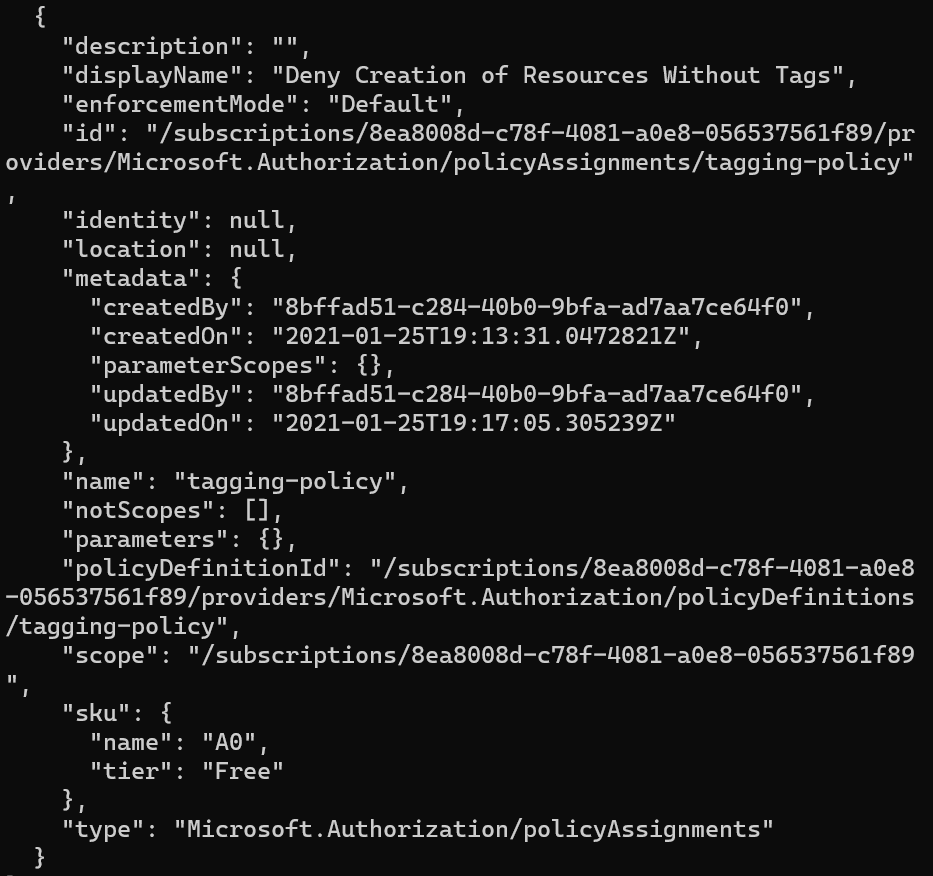 {
    "description": "",
    "displayName": "Deny Creation of Resources Without Tags",
    "enforcementMode": "Default",
    "id": "/subscriptions/8ea8008d-c78f-4081-a0e8-056537561f89/pr
oviders/Microsoft.Authorization/policyAssignments/tagging-policy"
,
    "identity": null,
    "location": null,
    "metadata": {
      "createdBy": "8bffad51-c284-40b0-9bfa-ad7aa7ce64f0",
      "createdOn": "2021-01-25T19:13:31.0472821Z",
      "parameterScopes": {},
      "updatedBy": "8bffad51-c284-40b0-9bfa-ad7aa7ce64f0",
      "updatedOn": "2021-01-25T19:17:05.305239Z"
    },
    "name": "tagging-policy",
    "notScopes": [],
    "parameters": {},
    "policyDefinitionId": "/subscriptions/8ea8008d-c78f-4081-a0e8
-056537561f89/providers/Microsoft.Authorization/policyDefinitions
/tagging-policy",
    "scope": "/subscriptions/8ea8008d-c78f-4081-a0e8-056537561f89
",
    "sku": {
      "name": "A0",
      "tier": "Free"
    },
    "type": "Microsoft.Authorization/policyAssignments"
  }